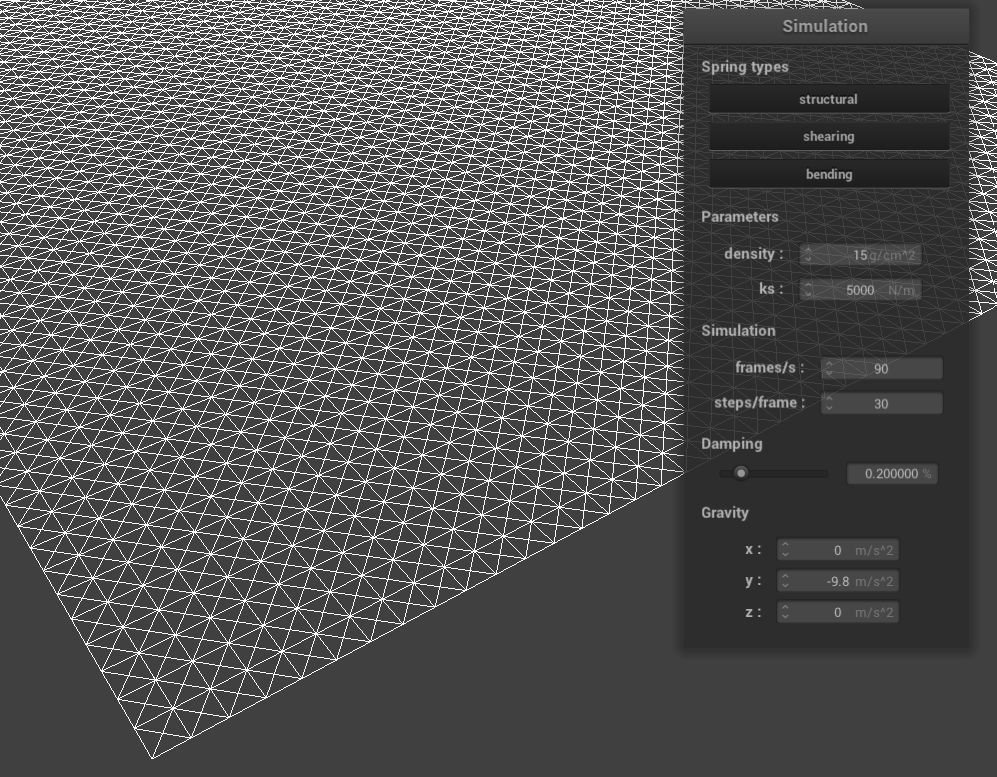 Simulation
Spring types
structural
shearing
bending
Parameters
density : 15 g/cm^2
ks : 5000 N/m
Simulation
frames/s : 90
steps/frame : 30
Damping
0.200000 %
Gravity
x : 0 m/s^2
y : -9.8 m/s^2
z : 0 m/s^2